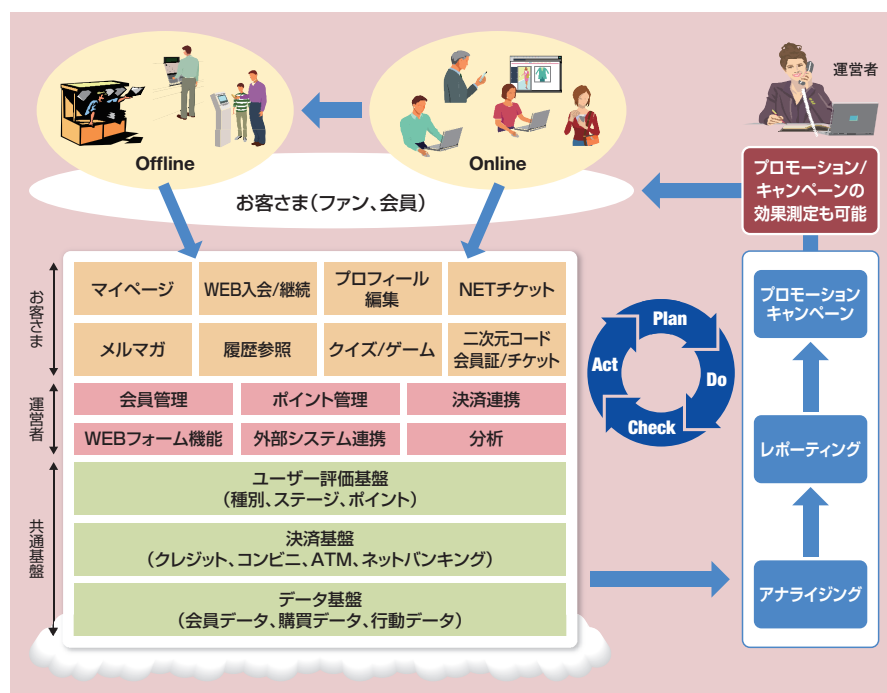 運営者
Offline
Online
お客さま（ファン、会員）
プロモーション/
キャンペーンの
効果測定も可能
お客さま
マイページ
WEB入会/継続
プロフィール
編集
NETチケット
メルマガ
履歴参照
クイズ/ゲーム
二次元コード
会員証/チケット
運営者
会員管理
ポイント管理
決済連携
WEBフォーム機能
外部システム連携
分析
共通基盤
ユーザー評価基盤
（種別、ステージ、ポイント）
決済基盤
（クレジット、コンビニ、ATM、ネットバンキング）
データ基盤
（会員データ、購買データ、行動データ）
Plan
Do
Check
Act
プロモーション
キャンペーン
レポーティング
アナライジング